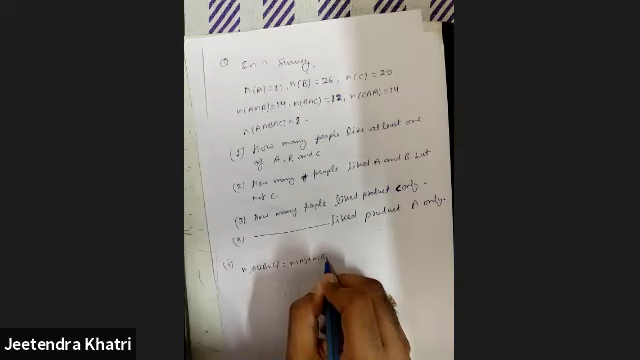 Q In a Survey,
n(A)=21, n(B)=26, n(C)=29.
n(A∩B)=14, n(B∩C)=12, n(C∩A)=14
n(A∩B∩C)=8.
(1) How many people like atleast one
of A, B and C
(2) How many people liked A and B but
not C.
(3) How many people liked product C only.
(4) ———— liked product A only.
(1) n(AUBUC) = n(A)+n(B)
Jeetendra Khatri